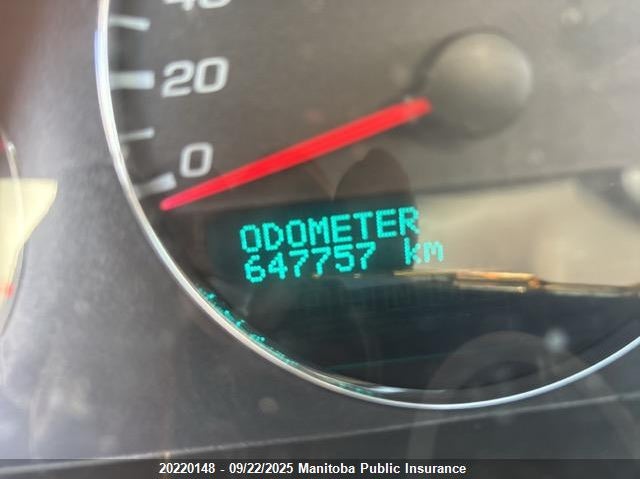 20
0
ODOMETER
647757 km
20220148 - 09/22/2025 Manitoba Public Insurance